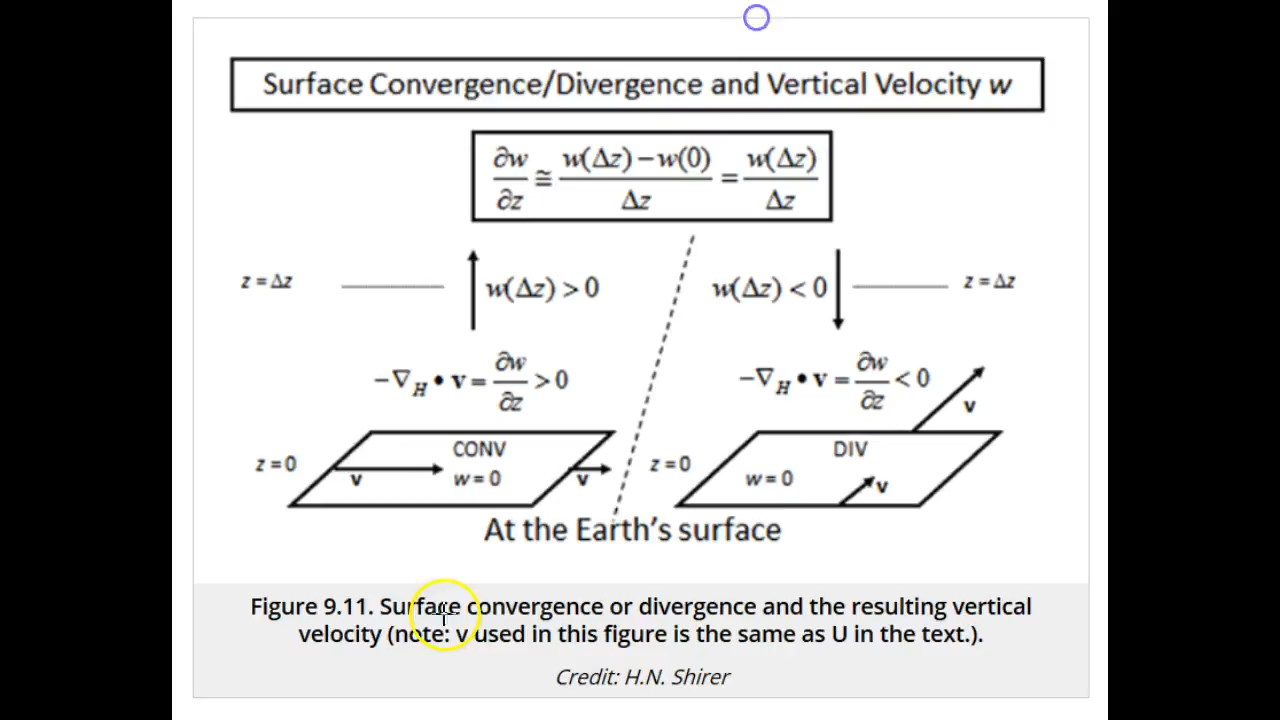 Surface Convergence/Divergence and Vertical Velocity w
∂w/∂z ≅ (w(Δz) − w(0))/Δz = w(Δz)/Δz
z = Δz w(Δz) > 0 w(Δz) < 0 z = Δz
−∇_H • v = ∂w/∂z > 0 −∇_H • v = ∂w/∂z < 0
v
CONV DIV
z = 0 z = 0
v w = 0 v w = 0 v
At the Earth's surface
Figure 9.11. Surface convergence or divergence and the resulting vertical
velocity (note: v used in this figure is the same as U in the text.).
Credit: H.N. Shirer